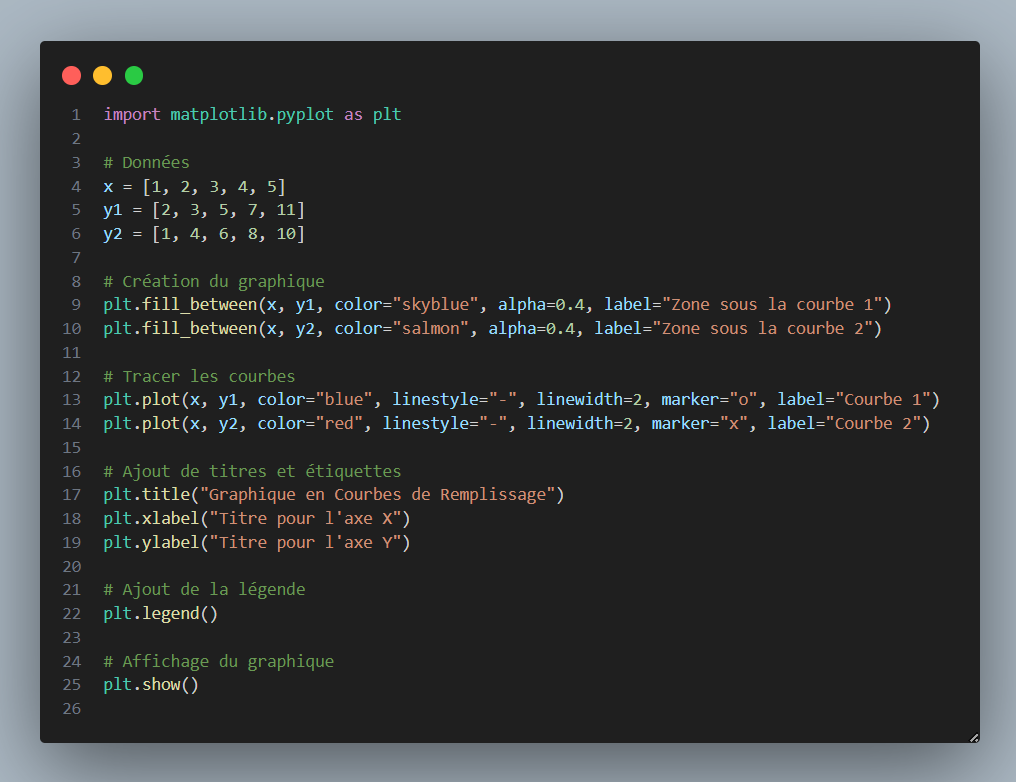 1 import matplotlib.pyplot as plt
2
3 # Données
4 x = [1, 2, 3, 4, 5]
5 y1 = [2, 3, 5, 7, 11]
6 y2 = [1, 4, 6, 8, 10]
7
8 # Création du graphique
9 plt.fill_between(x, y1, color="skyblue", alpha=0.4, label="Zone sous la courbe 1")
10 plt.fill_between(x, y2, color="salmon", alpha=0.4, label="Zone sous la courbe 2")
11
12 # Tracer les courbes
13 plt.plot(x, y1, color="blue", linestyle="-", linewidth=2, marker="o", label="Courbe 1")
14 plt.plot(x, y2, color="red", linestyle="-", linewidth=2, marker="x", label="Courbe 2")
15
16 # Ajout de titres et étiquettes
17 plt.title("Graphique en Courbes de Remplissage")
18 plt.xlabel("Titre pour l'axe X")
19 plt.ylabel("Titre pour l'axe Y")
20
21 # Ajout de la légende
22 plt.legend()
23
24 # Affichage du graphique
25 plt.show()
26